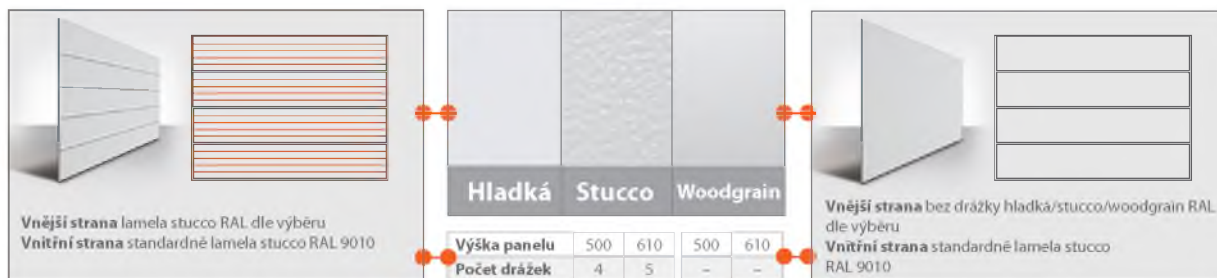 Vnější strana lamela stucco RAL dle výběru
Vnitřní strana standardně lamela stucco RAL 9010
Hladká Stucco Woodgrain
Výška panelu 500 610 500 610
Počet drážek 4 5 – –
Vnější strana bez drážky hladká/stucco/woodgrain RAL
dle výběru
Vnitřní strana standardně lamela stucco
RAL 9010